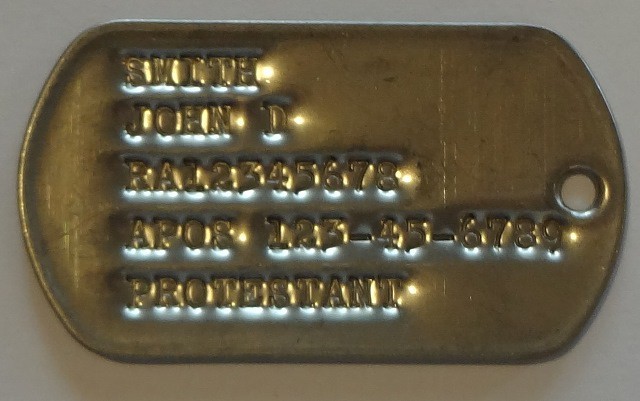 SMITH
JOHN D
RA12345678
APOS 123-45-6789
PROTESTANT